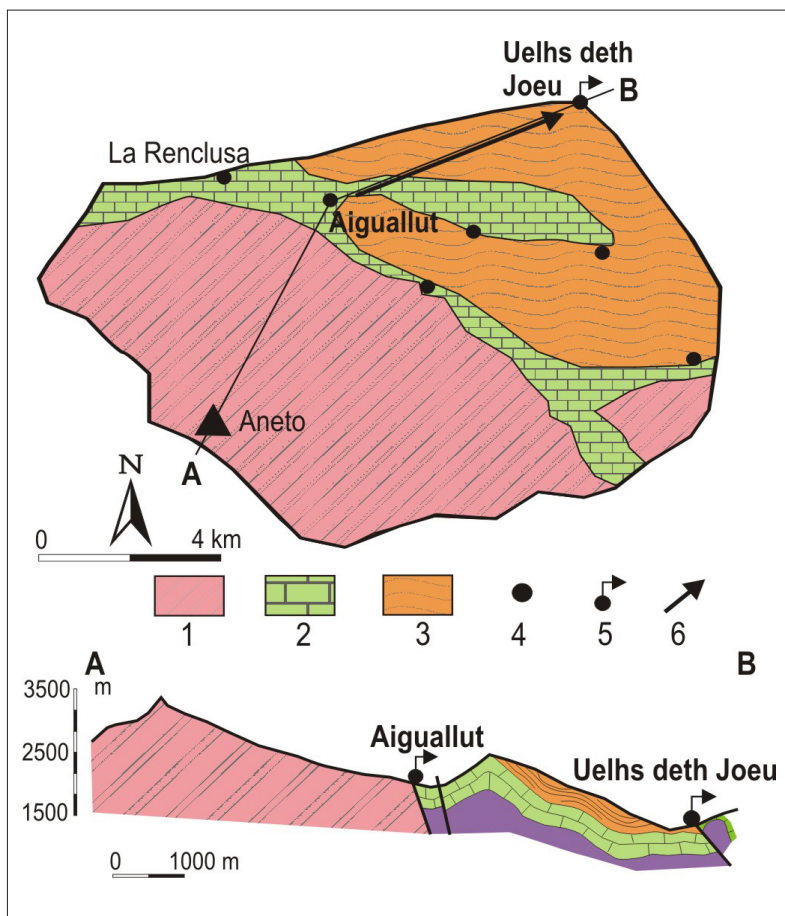 Uelhs deth
Joeu
B
La Renclusa
Aiguallut
Aneto
A
N
0 4 km
1 2 3 4 5 6
A B
3500 m
2500
1500
Aiguallut
Uelhs deth Joeu
0 1000 m